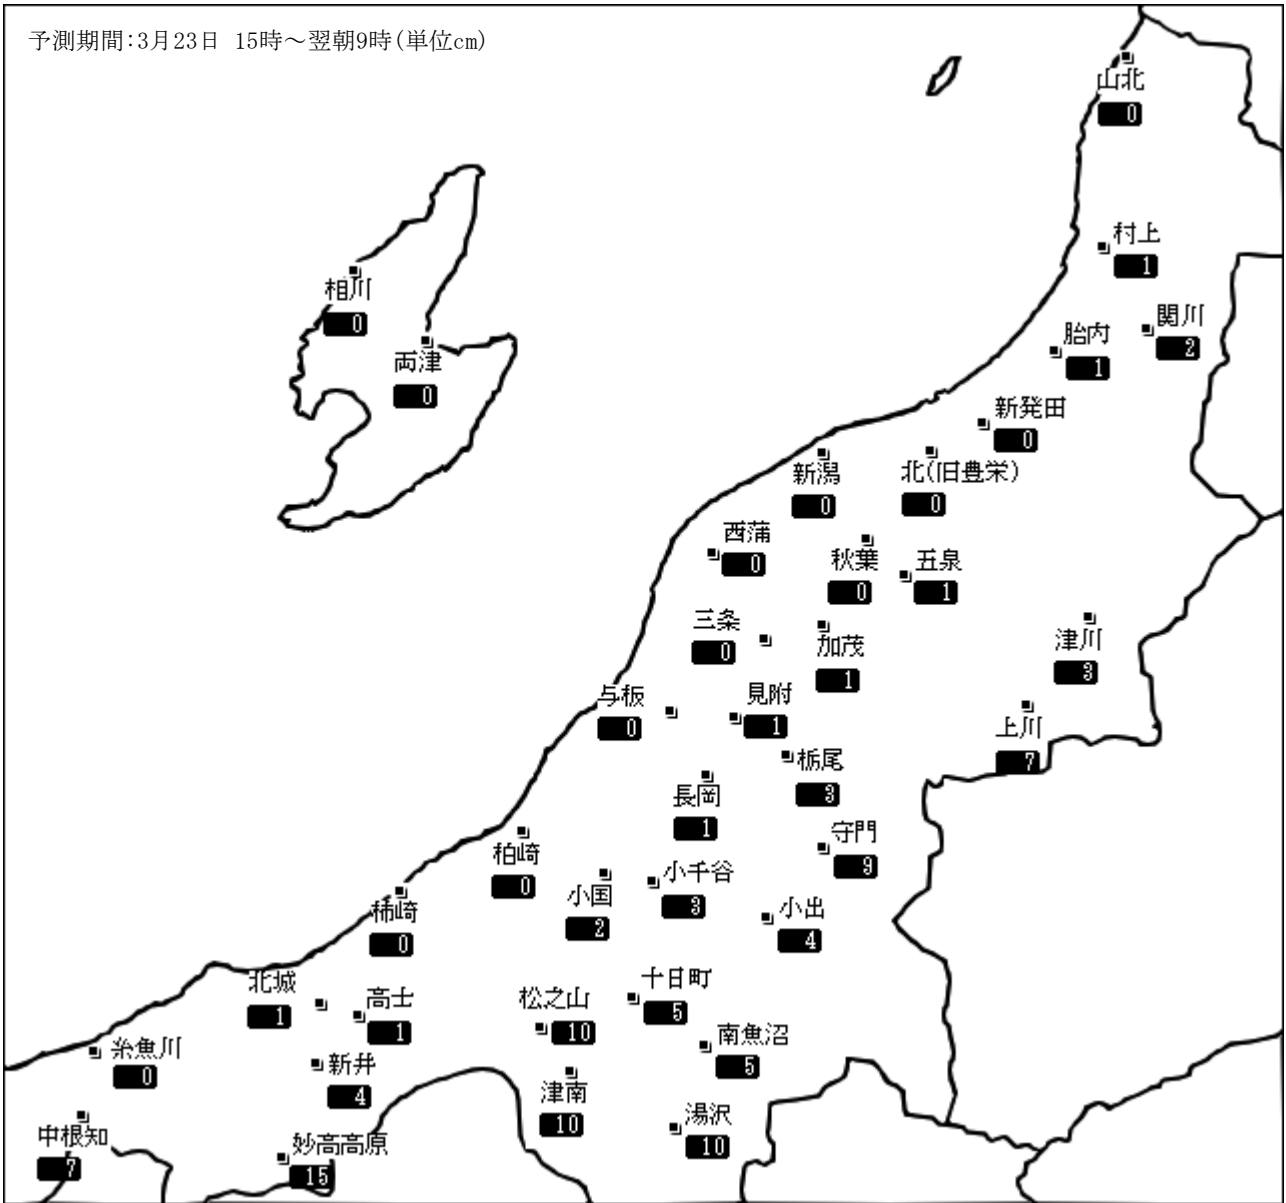 予測期間:3月23日 15時～翌朝9時(単位cm)
山北
0
村上
1
相川
0
関川
2
胎内
1
両津
0
新発田
0
新潟
0
北(旧豊栄)
0
西蒲
0
秋葉
0
五泉
1
三条
0
加茂
1
津川
3
与板
0
見附
1
上川
7
栃尾
3
長岡
1
守門
9
柏崎
0
小国
2
小千谷
3
小出
4
柿崎
0
北城
1
高士
1
松之山
10
十日町
5
南魚沼
5
糸魚川
0
新井
4
津南
10
湯沢
10
中根知
7
妙高高原
15